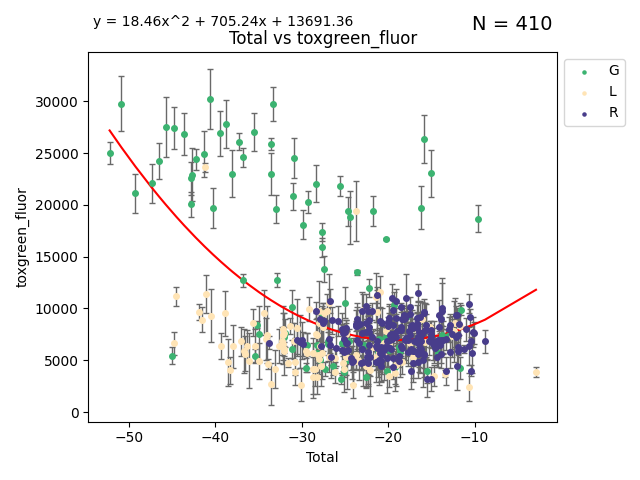 y = 18.46x^2 + 705.24x + 13691.36
N = 410
Total vs toxgreen_fluor
G
L
R
30000
25000
20000
15000
10000
5000
0
toxgreen_fluor
−50 −40 −30 −20 −10
Total